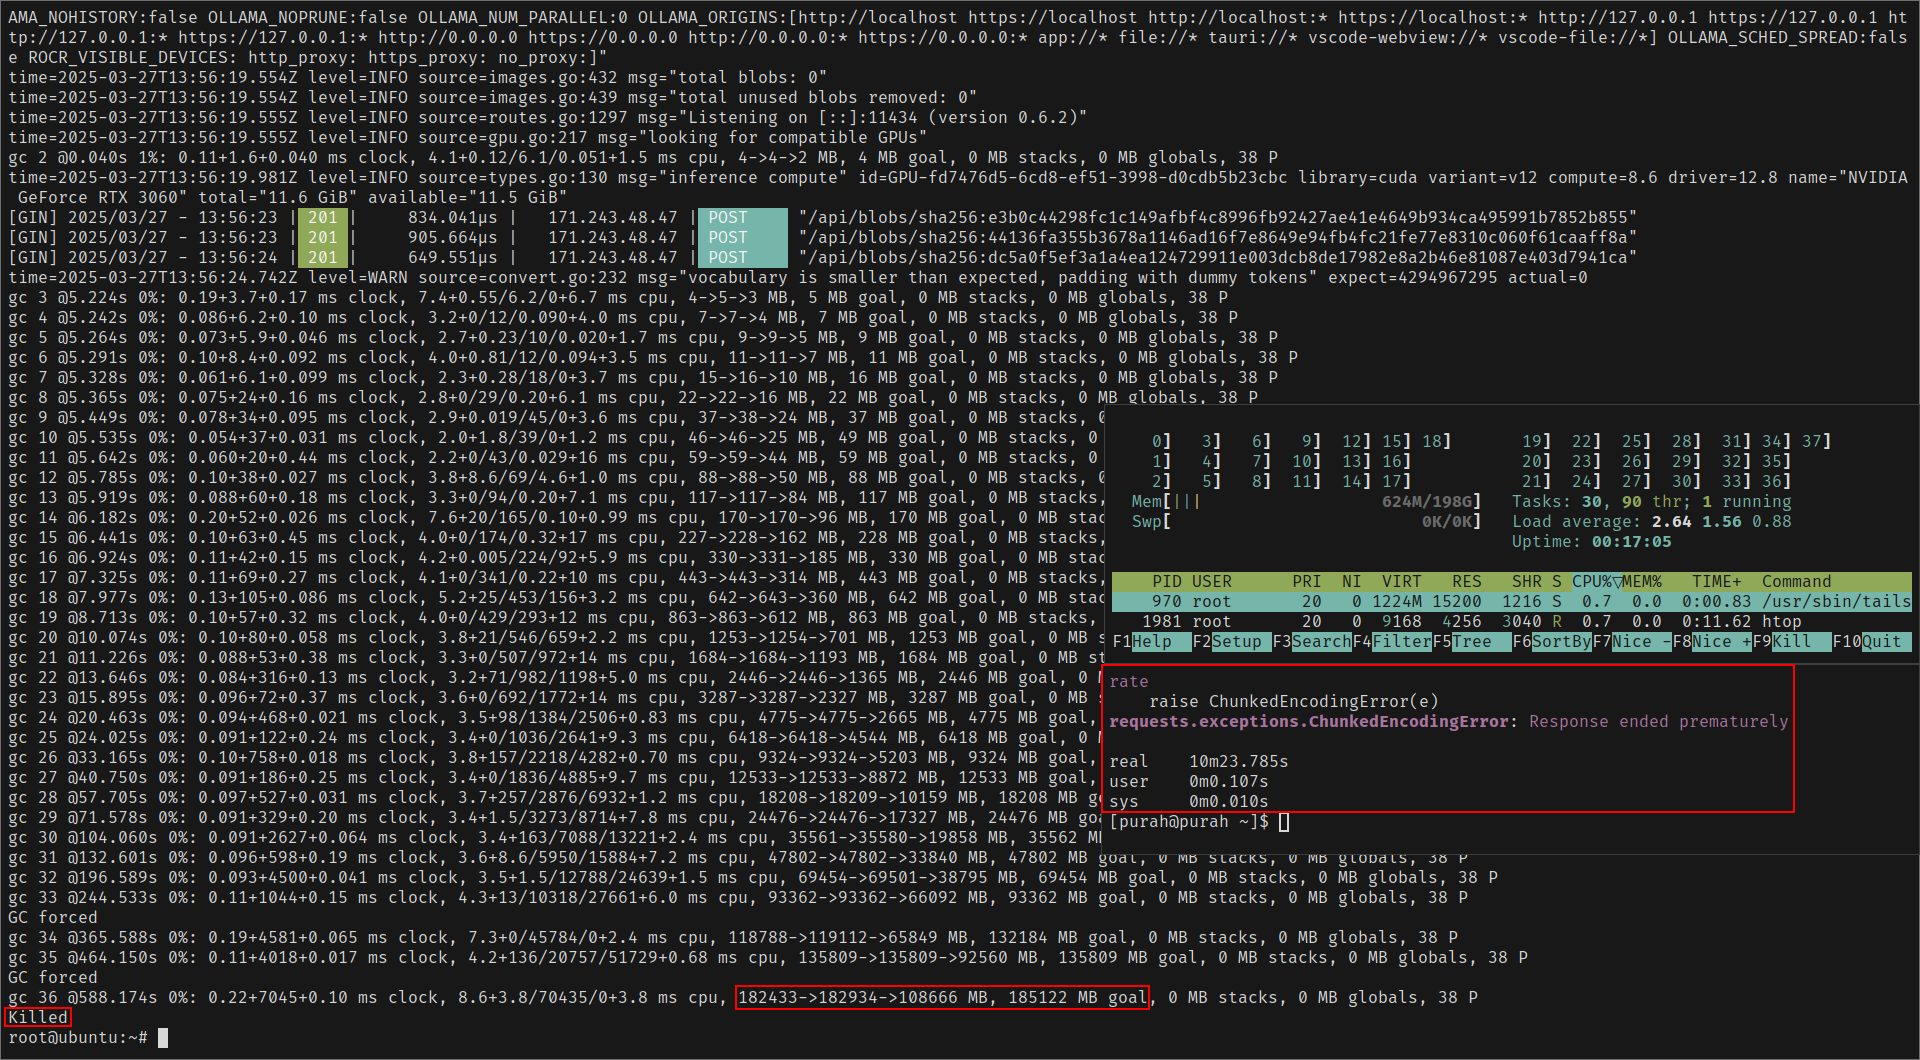 AMA_NOHISTORY:false OLLAMA_NOPRUNE:false OLLAMA_NUM_PARALLEL:0 OLLAMA_ORIGINS:[http://localhost https://localhost http://localhost:* https://localhost:* http://127.0.0.1 https://127.0.0.1 ht
tp://127.0.0.1:* https://127.0.0.1:* http://0.0.0.0 https://0.0.0.0 http://0.0.0.0:* https://0.0.0.0:* app://* file://* tauri://* vscode-webview://* vscode-file://*] OLLAMA_SCHED_SPREAD:fals
e ROCR_VISIBLE_DEVICES: http_proxy: https_proxy: no_proxy:]"
time=2025-03-27T13:56:19.554Z level=INFO source=images.go:432 msg="total blobs: 0"
time=2025-03-27T13:56:19.554Z level=INFO source=images.go:439 msg="total unused blobs removed: 0"
time=2025-03-27T13:56:19.555Z level=INFO source=routes.go:1297 msg="Listening on [::]:11434 (version 0.6.2)"
time=2025-03-27T13:56:19.555Z level=INFO source=gpu.go:217 msg="looking for compatible GPUs"
gc 2 @0.040s 1%: 0.11+1.6+0.040 ms clock, 4.1+0.12/6.1/0.051+1.5 ms cpu, 4->4->2 MB, 4 MB goal, 0 MB stacks, 0 MB globals, 38 P
time=2025-03-27T13:56:19.981Z level=INFO source=types.go:130 msg="inference compute" id=GPU-fd7476d5-6cd8-ef51-3998-d0cdb5b23cbc library=cuda variant=v12 compute=8.6 driver=12.8 name="NVIDIA
GeForce RTX 3060" total="11.6 GiB" available="11.5 GiB"
[GIN] 2025/03/27 - 13:56:23 | 201 | 834.041µs | 171.243.48.47 | POST "/api/blobs/sha256:e3b0c44298fc1c149afbf4c8996fb92427ae41e4649b934ca495991b7852b855"
[GIN] 2025/03/27 - 13:56:23 | 201 | 905.664µs | 171.243.48.47 | POST "/api/blobs/sha256:44136fa355b3678a1146ad16f7e8649e94fb4fc21fe77e8310c060f61caaff8a"
[GIN] 2025/03/27 - 13:56:24 | 201 | 649.551µs | 171.243.48.47 | POST "/api/blobs/sha256:dc5a0f5ef3a1a4ea124729911e003dcb8de17982e8a2b46e81087e403d7941ca"
time=2025-03-27T13:56:24.742Z level=WARN source=convert.go:232 msg="vocabulary is smaller than expected, padding with dummy tokens" expect=4294967295 actual=0
gc 3 @5.224s 0%: 0.19+3.7+0.17 ms clock, 7.4+0.55/6.2/0+6.7 ms cpu, 4->5->3 MB, 5 MB goal, 0 MB stacks, 0 MB globals, 38 P
gc 4 @5.242s 0%: 0.086+6.2+0.10 ms clock, 3.2+0/12/0.090+4.0 ms cpu, 7->7->4 MB, 7 MB goal, 0 MB stacks, 0 MB globals, 38 P
gc 5 @5.264s 0%: 0.073+5.9+0.046 ms clock, 2.7+0.23/10/0.020+1.7 ms cpu, 9->9->5 MB, 9 MB goal, 0 MB stacks, 0 MB globals, 38 P
gc 6 @5.291s 0%: 0.10+8.4+0.092 ms clock, 4.0+0.81/12/0.094+3.5 ms cpu, 11->11->7 MB, 11 MB goal, 0 MB stacks, 0 MB globals, 38 P
gc 7 @5.328s 0%: 0.061+6.1+0.099 ms clock, 2.3+0.28/18/0+3.7 ms cpu, 15->16->10 MB, 16 MB goal, 0 MB stacks, 0 MB globals, 38 P
gc 8 @5.365s 0%: 0.075+24+0.16 ms clock, 2.8+0/29/0.20+6.1 ms cpu, 22->22->16 MB, 22 MB goal, 0 MB stacks, 0 MB globals, 38 P
gc 9 @5.449s 0%: 0.078+34+0.095 ms clock, 2.9+0.019/45/0+3.6 ms cpu, 37->38->24 MB, 37 MB goal, 0 MB stacks, 0
gc 10 @5.535s 0%: 0.054+37+0.031 ms clock, 2.0+1.8/39/0+1.2 ms cpu, 46->46->25 MB, 49 MB goal, 0 MB stacks, 0
gc 11 @5.642s 0%: 0.060+20+0.44 ms clock, 2.2+0/43/0.029+16 ms cpu, 59->59->44 MB, 59 MB goal, 0 MB stacks, 0
gc 12 @5.785s 0%: 0.10+38+0.027 ms clock, 3.8+8.6/69/4.6+1.0 ms cpu, 88->88->50 MB, 88 MB goal, 0 MB stacks, 0
gc 13 @5.919s 0%: 0.088+60+0.18 ms clock, 3.3+0/94/0.20+7.1 ms cpu, 117->117->84 MB, 117 MB goal, 0 MB stacks,
gc 14 @6.182s 0%: 0.20+52+0.026 ms clock, 7.6+20/165/0.10+0.99 ms cpu, 170->170->96 MB, 170 MB goal, 0 MB stac
gc 15 @6.441s 0%: 0.10+63+0.45 ms clock, 4.0+0/174/0.32+17 ms cpu, 227->228->162 MB, 228 MB goal, 0 MB stacks,
gc 16 @6.924s 0%: 0.11+42+0.15 ms clock, 4.2+0.005/224/92+5.9 ms cpu, 330->331->185 MB, 330 MB goal, 0 MB stac
gc 17 @7.325s 0%: 0.11+69+0.27 ms clock, 4.1+0/341/0.22+10 ms cpu, 443->443->314 MB, 443 MB goal, 0 MB stacks,
gc 18 @7.977s 0%: 0.13+105+0.086 ms clock, 5.2+25/453/156+3.2 ms cpu, 642->643->360 MB, 642 MB goal, 0 MB stac
gc 19 @8.713s 0%: 0.10+57+0.32 ms clock, 4.0+0/429/293+12 ms cpu, 863->863->612 MB, 863 MB goal, 0 MB stacks,
gc 20 @10.074s 0%: 0.10+80+0.058 ms clock, 3.8+21/546/659+2.2 ms cpu, 1253->1254->701 MB, 1253 MB goal, 0 MB s
gc 21 @11.226s 0%: 0.088+53+0.38 ms clock, 3.3+0/507/972+14 ms cpu, 1684->1684->1193 MB, 1684 MB goal, 0 MB st
gc 22 @13.646s 0%: 0.084+316+0.13 ms clock, 3.2+71/982/1198+5.0 ms cpu, 2446->2446->1365 MB, 2446 MB goal, 0 M
gc 23 @15.895s 0%: 0.096+72+0.37 ms clock, 3.6+0/692/1772+14 ms cpu, 3287->3287->2327 MB, 3287 MB goal, 0 MB s
gc 24 @20.463s 0%: 0.094+468+0.021 ms clock, 3.5+98/1384/2506+0.83 ms cpu, 4775->4775->2665 MB, 4775 MB goal,
gc 25 @24.025s 0%: 0.091+122+0.24 ms clock, 3.4+0/1036/2641+9.3 ms cpu, 6418->6418->4544 MB, 6418 MB goal, 0 M
gc 26 @33.165s 0%: 0.10+758+0.018 ms clock, 3.8+157/2218/4282+0.70 ms cpu, 9324->9324->5203 MB, 9324 MB goal,
gc 27 @40.750s 0%: 0.091+186+0.25 ms clock, 3.4+0/1836/4885+9.7 ms cpu, 12533->12533->8872 MB, 12533 MB goal,
gc 28 @57.705s 0%: 0.097+527+0.031 ms clock, 3.7+257/2876/6932+1.2 ms cpu, 18208->18209->10159 MB, 18208 MB g
gc 29 @71.578s 0%: 0.091+329+0.20 ms clock, 3.4+1.5/3273/8714+7.8 ms cpu, 24476->24476->17327 MB, 24476 MB goa
gc 30 @104.060s 0%: 0.091+2627+0.064 ms clock, 3.4+163/7088/13221+2.4 ms cpu, 35561->35580->19858 MB, 35562 MB
gc 31 @132.601s 0%: 0.096+598+0.19 ms clock, 3.6+8.6/5950/15884+7.2 ms cpu, 47802->47802->33840 MB, 47802 MB goal, 0 MB stacks, 0 MB globals, 38 P
gc 32 @196.589s 0%: 0.093+4500+0.041 ms clock, 3.5+1.5/12788/24639+1.5 ms cpu, 69454->69501->38795 MB, 69454 MB goal, 0 MB stacks, 0 MB globals, 38 P
gc 33 @244.533s 0%: 0.11+1044+0.15 ms clock, 4.3+13/10318/27661+6.0 ms cpu, 93362->93362->66092 MB, 93362 MB goal, 0 MB stacks, 0 MB globals, 38 P
GC forced
gc 34 @365.588s 0%: 0.19+4581+0.065 ms clock, 7.3+0/45784/0+2.4 ms cpu, 118788->119112->65849 MB, 132184 MB goal, 0 MB stacks, 0 MB globals, 38 P
gc 35 @464.150s 0%: 0.11+4018+0.017 ms clock, 4.2+136/20757/51729+0.68 ms cpu, 135809->135809->92560 MB, 135809 MB goal, 0 MB stacks, 0 MB globals, 38 P
GC forced
gc 36 @588.174s 0%: 0.22+7045+0.10 ms clock, 8.6+3.8/70435/0+3.8 ms cpu, 182433->182934->108666 MB, 185122 MB goal, 0 MB stacks, 0 MB globals, 38 P
Killed
root@ubuntu:~#
0] 3] 6] 9] 12] 15] 18] 19] 22] 25] 28] 31] 34] 37]
1] 4] 7] 10] 13] 16] 20] 23] 26] 29] 32] 35]
2] 5] 8] 11] 14] 17] 21] 24] 27] 30] 33] 36]
Mem[||| 624M/198G] Tasks: 30, 90 thr; 1 running
Swp[ 0K/0K] Load average: 2.64 1.56 0.88
Uptime: 00:17:05
PID USER PRI NI VIRT RES SHR S CPU%▽MEM% TIME+ Command
970 root 20 0 1224M 15200 1216 S 0.7 0.0 0:00.83 /usr/sbin/tails
1981 root 20 0 9168 4256 3040 R 0.7 0.0 0:11.62 htop
F1Help F2Setup F3SearchF4FilterF5Tree F6SortByF7Nice -F8Nice +F9Kill F10Quit
rate
raise ChunkedEncodingError(e)
requests.exceptions.ChunkedEncodingError: Response ended prematurely
real 10m23.785s
user 0m0.107s
sys 0m0.010s
[purah@purah ~]$